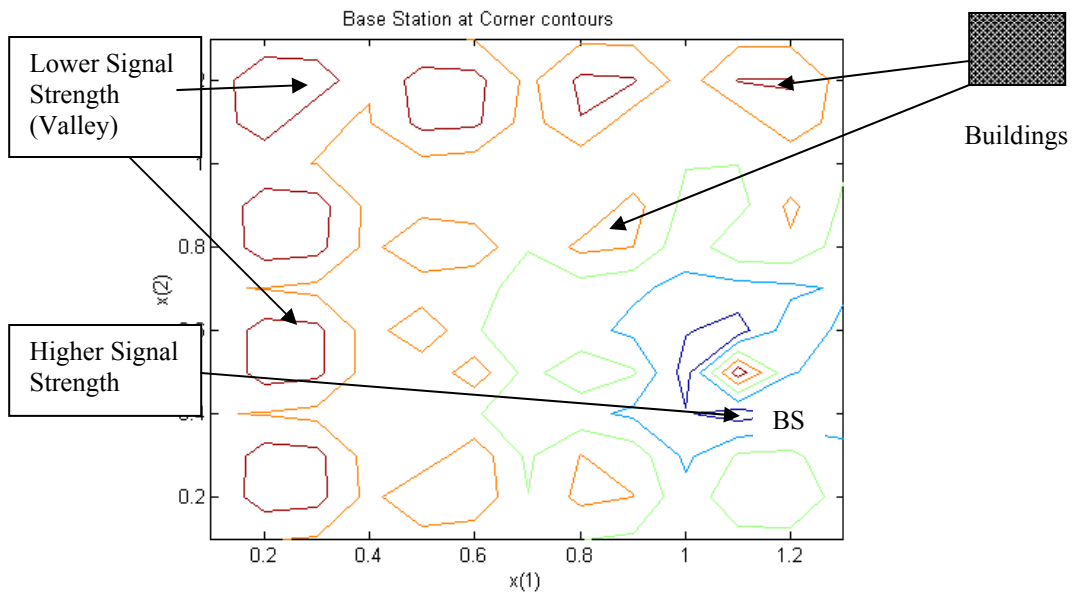 Base Station at Corner contours
Lower Signal
Strength
(Valley)
Buildings
Higher Signal
Strength
BS
1
0.8
0.4
0.2
x(2)
0.2
0.4
0.6
0.8
1
1.2
x(1)